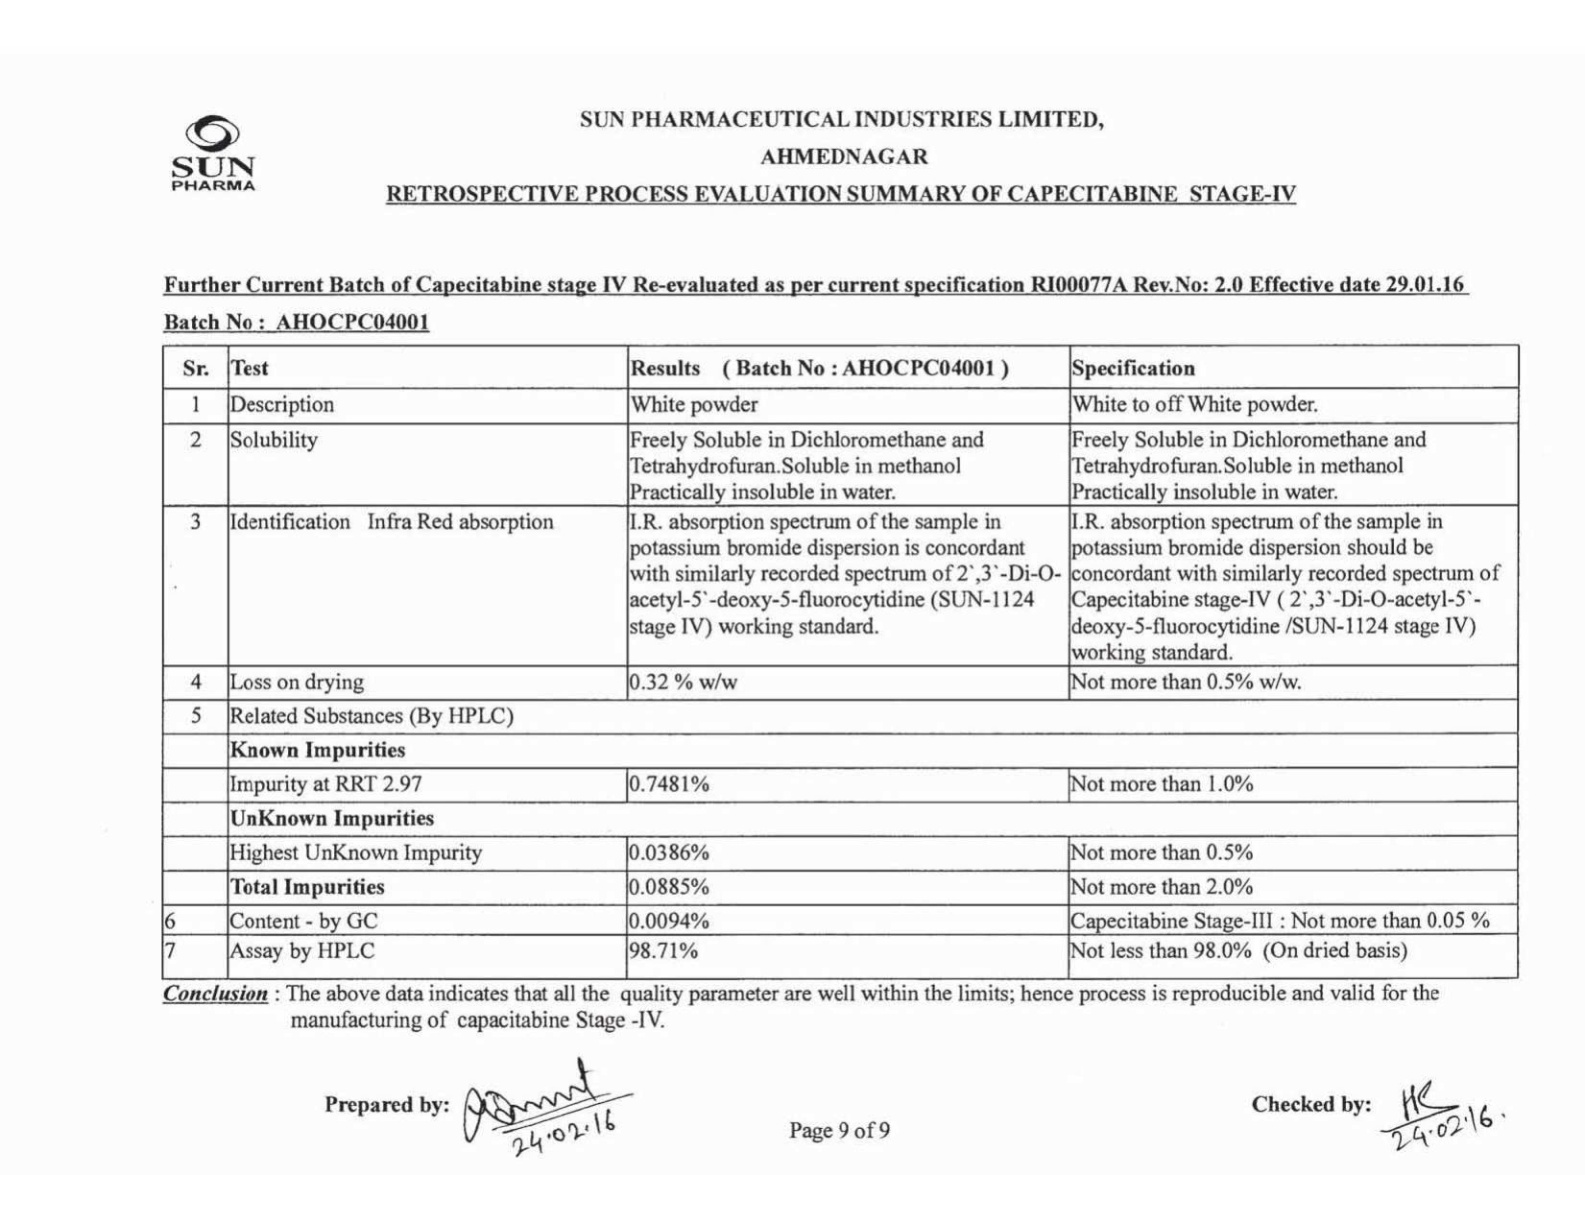 SUN
PHARMA
SUN PHARMACEUTICAL INDUSTRIES LIMITED,
AHMEDNAGAR
RETROSPECTIVE PROCESS EVALUATION SUMMARY OF CAPECITABINE STAGE-IV
Further Current Batch of Capecitabine stage IV Re-evaluated as per current specification RI00077A Rev.No: 2.0 Effective date 29.01.16
Batch No : AHOCPC04001
Sr. Test Results ( Batch No : AHOCPC04001 ) Specification
1 Description White powder White to off White powder.
2 Solubility Freely Soluble in Dichloromethane and Freely Soluble in Dichloromethane and
Tetrahydrofuran.Soluble in methanol Tetrahydrofuran.Soluble in methanol
Practically insoluble in water. Practically insoluble in water.
3 Identification Infra Red absorption I.R. absorption spectrum of the sample in I.R. absorption spectrum of the sample in
potassium bromide dispersion is concordant potassium bromide dispersion should be
with similarly recorded spectrum of 2`,3`-Di-O- concordant with similarly recorded spectrum of
acetyl-5`-deoxy-5-fluorocytidine (SUN-1124 Capecitabine stage-IV ( 2`,3`-Di-O-acetyl-5`-
stage IV) working standard. deoxy-5-fluorocytidine /SUN-1124 stage IV)
working standard.
4 Loss on drying 0.32 % w/w Not more than 0.5% w/w.
5 Related Substances (By HPLC)
Known Impurities
Impurity at RRT 2.97 0.7481% Not more than 1.0%
UnKnown Impurities
Highest UnKnown Impurity 0.0386% Not more than 0.5%
Total Impurities 0.0885% Not more than 2.0%
6 Content - by GC 0.0094% Capecitabine Stage-III : Not more than 0.05 %
7 Assay by HPLC 98.71% Not less than 98.0% (On dried basis)
Conclusion : The above data indicates that all the quality parameter are well within the limits; hence process is reproducible and valid for the
manufacturing of capacitabine Stage -IV.
Prepared by: Checked by:
24.02.16 Page 9 of 9 24.02.16.